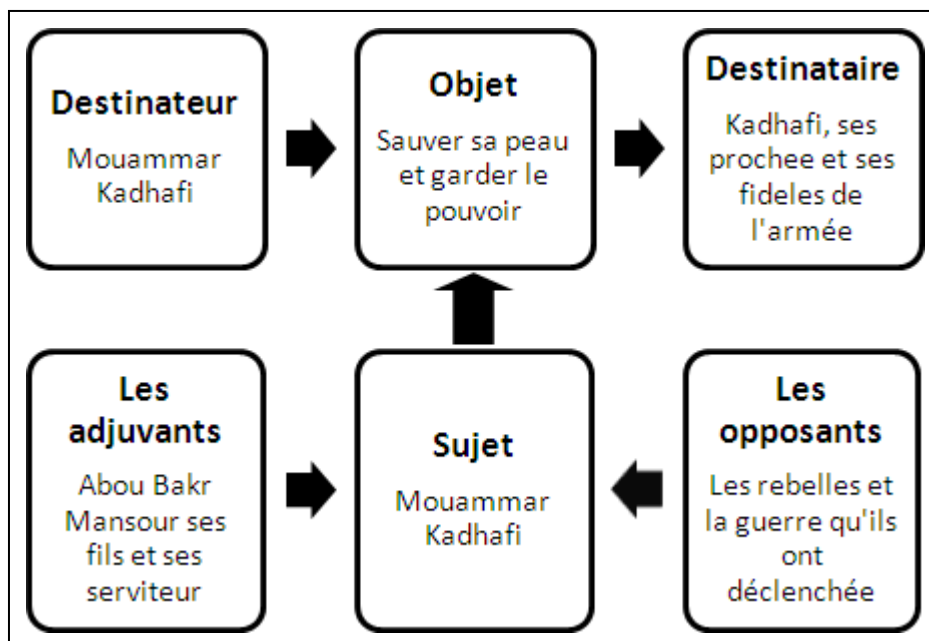 Destinateur
Mouammar
Kadhafi
Objet
Sauver sa peau
et garder le
pouvoir
Destinataire
Kadhafi, ses
prochee et ses
fideles de
l'armée
Les
adjuvants
Abou Bakr
Mansour ses
fils et ses
serviteur
Sujet
Mouammar
Kadhafi
Les
opposants
Les rebelles et
la guerre qu'ils
ont
déclenchée